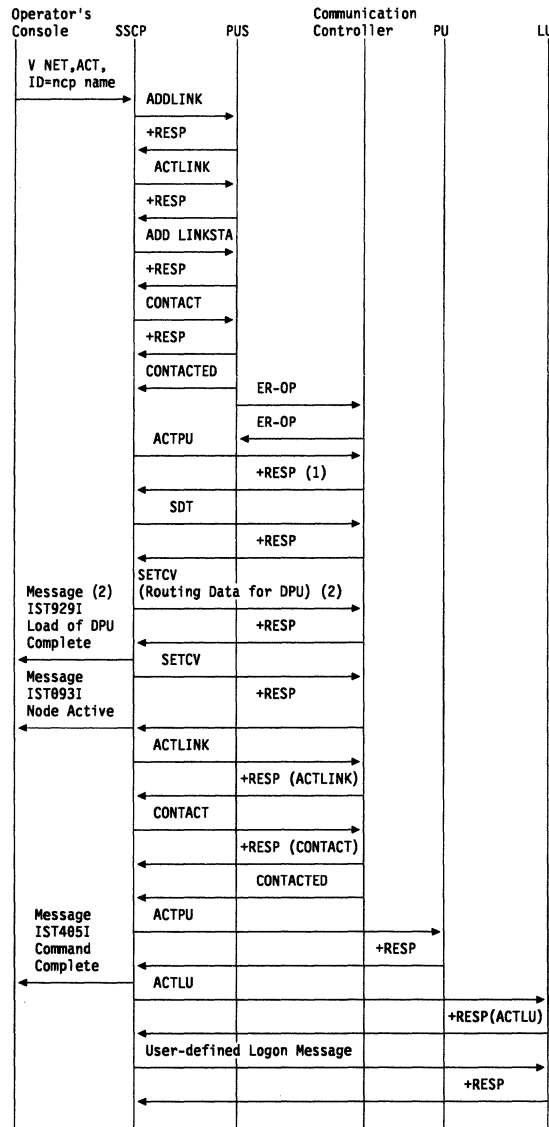 Operator's
Console
SSCP
PUS
Communication
Controller
PU
LU
V NET,ACT,
ID=ncp name
ADDLINK
+RESP
ACTLINK
+RESP
ADD LINKSTA
+RESP
CONTACT
+RESP
CONTACTED
ER-OP
ER-OP
ACTPU
+RESP (1)
SDT
+RESP
SETCV
(Routing Data for DPU) (2)
Message (2)
IST929I
Load of DPU
Complete
+RESP
SETCV
Message
IST093I
Node Active
+RESP
ACTLINK
+RESP (ACTLINK)
CONTACT
+RESP (CONTACT)
CONTACTED
Message
IST405I
Command
Complete
ACTPU
+RESP
ACTLU
+RESP(ACTLU)
User-defined Logon Message
+RESP